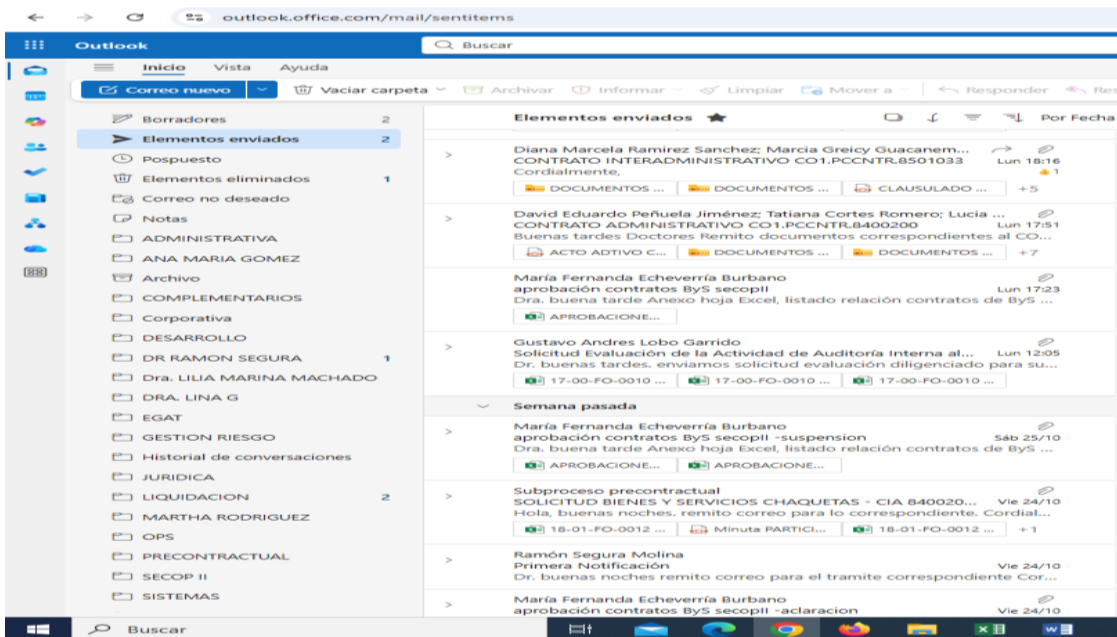 outlook.office.com/mail/sentitems
Outlook
Buscar
Inicio Vista Ayuda
Correo nuevo Vaciar carpeta Archivar Informar Limpiar Mover a Responder Res
Borradores 2
Elementos enviados 2
Pospuesto
Elementos eliminados 1
Correo no deseado
Notas
ADMINISTRATIVA
ANA MARIA GOMEZ
Archivo
COMPLEMENTARIOS
Corporativa
DESARROLLO
DR RAMON SEGURA 1
Dra. LILIA MARINA MACHADO
DRA. LINA G
EGAT
GESTION RIESGO
Historial de conversaciones
JURIDICA
LIQUIDACION 2
MARTHA RODRIGUEZ
OPS
PRECONTRACTUAL
SECOP II
SISTEMAS
Elementos enviados Por Fecha
Diana Marcela Ramirez Sanchez; Marcia Greicy Guacanem...
CONTRATO INTERADMINISTRATIVO CO1.PCCNTR.8501033 Lun 18:16
Cordialmente, 1
DOCUMENTOS ... DOCUMENTOS ... CLAUSULADO ... +5
David Eduardo Peñuela Jiménez; Tatiana Cortes Romero; Lucia ...
CONTRATO ADMINISTRATIVO CO1.PCCNTR.8400200 Lun 17:51
Buenas tardes Doctores Remito documentos correspondientes al CO...
ACTO ADTIVO C... DOCUMENTOS ... DOCUMENTOS ... +7
María Fernanda Echeverría Burbano
aprobación contratos ByS secopII Lun 17:23
Dra. buena tarde Anexo hoja Excel, listado relación contratos de ByS ...
APROBACIONE...
Gustavo Andres Lobo Garrido
Solicitud Evaluación de la Actividad de Auditoría Interna al... Lun 12:05
Dr. buenas tardes. enviamos solicitud evaluación diligenciado para su...
17-00-FO-0010 ... 17-00-FO-0010 ... 17-00-FO-0010 ...
Semana pasada
María Fernanda Echeverría Burbano
aprobación contratos ByS secopII -suspension Sáb 25/10
Dra. buena tarde Anexo hoja Excel, listado relación contratos de ByS ...
APROBACIONE... APROBACIONE...
Subproceso precontractual
SOLICITUD BIENES Y SERVICIOS CHAQUETAS - CIA 840020... Vie 24/10
Hola, buenas noches. remito correo para lo correspondiente. Cordial...
18-01-FO-0012 ... Minuta PARTICI... 18-01-FO-0012 ... +1
Ramón Segura Molina
Primera Notificación Vie 24/10
Dr. buenas noches remito correo para el tramite correspondiente Cor...
María Fernanda Echeverría Burbano
aprobación contratos ByS secopII -aclaracion Vie 24/10
Buscar